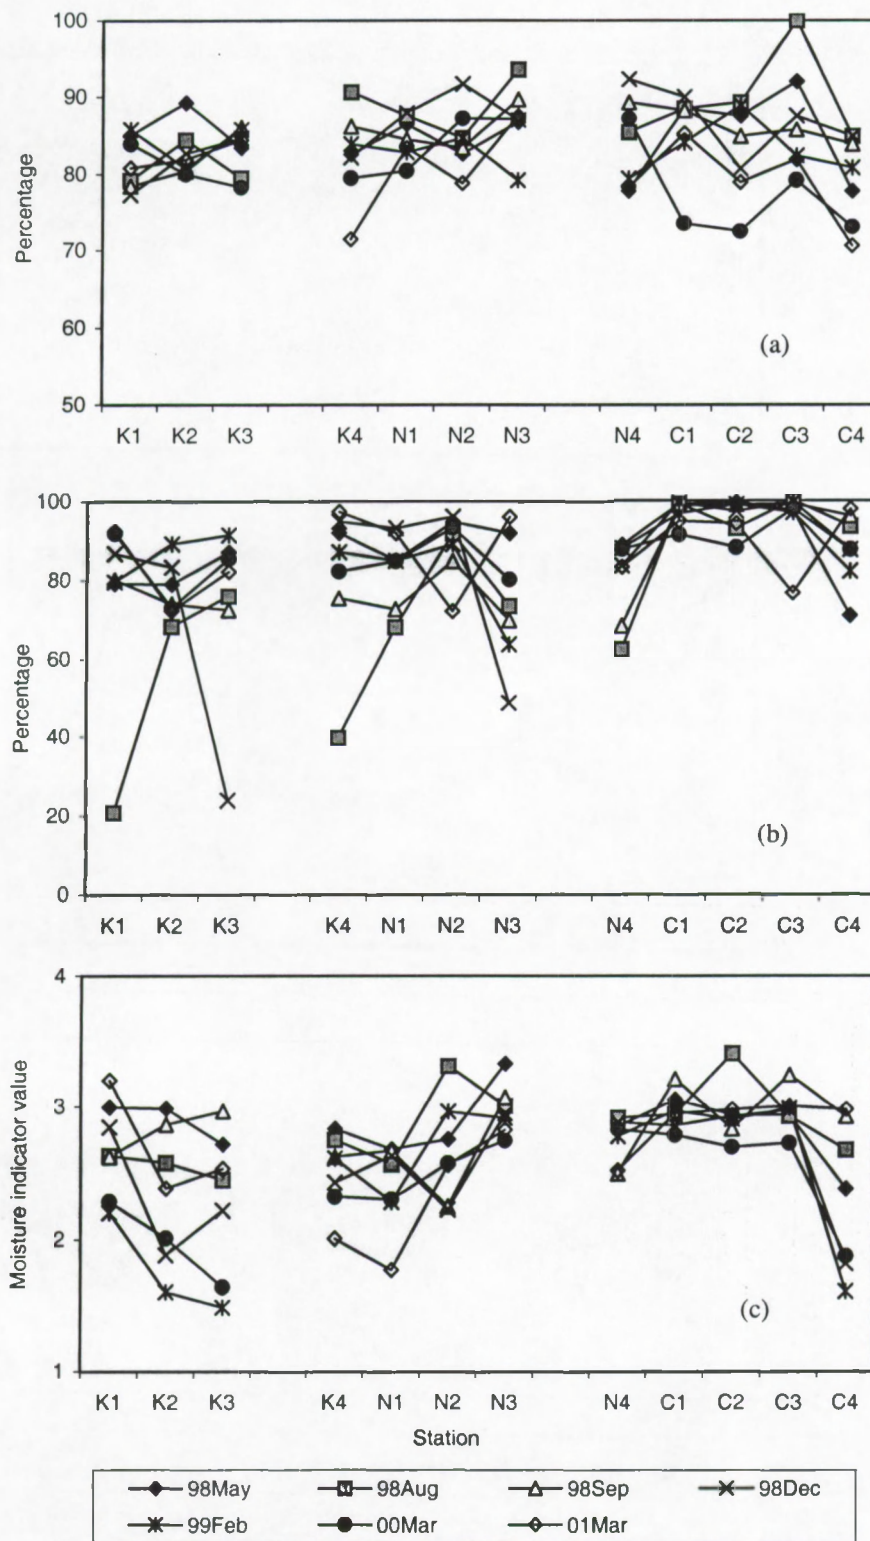 100
90
80
70
60
50
Percentage
(a)
K1 K2 K3 K4 N1 N2 N3 N4 C1 C2 C3 C4
100
80
60
40
20
0
Percentage
(b)
K1 K2 K3 K4 N1 N2 N3 N4 C1 C2 C3 C4
4
3
2
1
Moisture indicator value
(c)
K1 K2 K3 K4 N1 N2 N3 N4 C1 C2 C3 C4
Station
98May 98Aug 98Sep 98Dec
99Feb 00Mar 01Mar